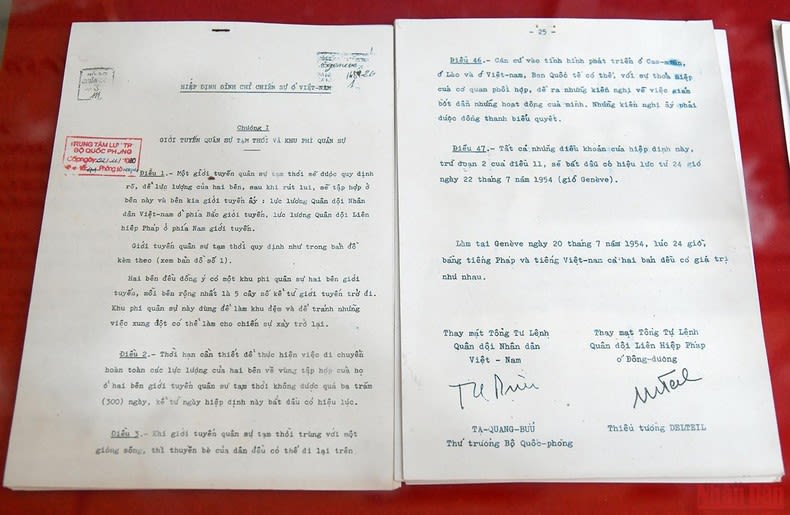 HIỆP ĐỊNH ĐÌNH CHỈ CHIẾN SỰ Ở VIỆT-NAM
TRUNG TÂM LƯU TRỮ
BỘ QUỐC PHÒNG
Chương I
GIỚI TUYẾN QUÂN SỰ TẠM THỜI VÀ KHU PHI QUÂN SỰ
Điều 1.- Một giới tuyến quân sự tạm thời sẽ được quy định
rõ, để lực lượng của hai bên, sau khi rút lui, sẽ tập hợp ở
bên này và bên kia giới tuyến ấy : lực lượng Quân đội Nhân
dân Việt-nam ở phía Bắc giới tuyến, lực lượng Quân đội Liên
hiệp Pháp ở phía Nam giới tuyến.
Giới tuyến quân sự tạm thời quy định như trong bản đồ
kèm theo (xem bản đồ số 1).
Hai bên đều đồng ý có một khu phi quân sự hai bên giới
tuyến, mỗi bên rộng nhất là 5 cây số kể từ giới tuyến trở đi.
Khu phi quân sự này dùng để làm khu đệm và để tránh những
việc xung đột có thể làm cho chiến sự xảy trở lại.
Điều 2.- Thời hạn cần thiết để thực hiện việc di chuyển
hoàn toàn các lực lượng của hai bên về vùng tập hợp của họ
ở hai bên giới tuyến quân sự tạm thời không được quá ba trăm
(300) ngày, kể từ ngày hiệp định này bắt đầu có hiệu lực.
Điều 3.- Khi giới tuyến quân sự tạm thời trùng với một
giòng sông, thì thuyền bè của dân đều có thể đi lại trên
- 25 -
Điều 46.- Căn cứ vào tình hình phát triển ở Cao-mên,
ở Lào và ở Việt-nam, Ban Quốc tế có thể, với sự thoả hiệp
của cơ quan phối hợp, đề ra những kiến nghị về việc giảm
bớt dần những hoạt động của mình. Những kiến nghị ấy phải
được đồng thanh biểu quyết.
Điều 47.- Tất cả những điều khoản của hiệp định này,
trừ đoạn 2 của điều 11, sẽ bắt đầu có hiệu lực từ 24 giờ
ngày 22 tháng 7 năm 1954 (giờ Genève).
Làm tại Genève ngày 20 tháng 7 năm 1954, lúc 24 giờ,
bằng tiếng Pháp và tiếng Việt-nam cả hai bản đều có giá trị
như nhau.
Thay mặt Tổng Tư Lệnh
Quân đội Nhân dân
Việt - Nam
TẠ-QUANG-BỬU
Thứ trưởng Bộ Quốc-phòng
Thay mặt Tổng Tư Lệnh
Quân đội Liên Hiệp Pháp
ở Đông-dương
Thiếu tướng DELTEIL